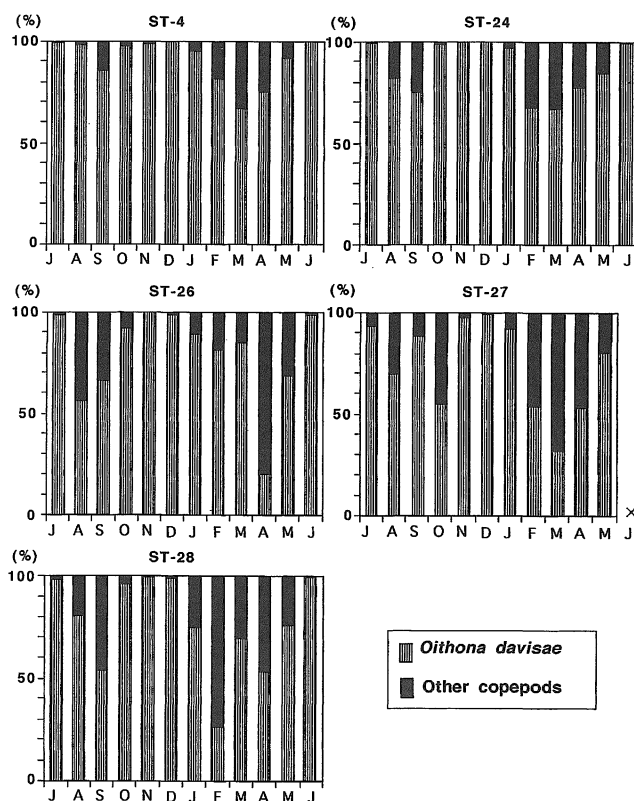 (%) ST-4
100
50
0
J A S O N D J F M A M J
(%) ST-24
100
50
0
J A S O N D J F M A M J
(%) ST-26
100
50
0
J A S O N D J F M A M J
(%) ST-27
100
50
0
J A S O N D J F M A M J
×
(%) ST-28
100
50
0
J A S O N D J F M A M J
Oithona davisae
Other copepods